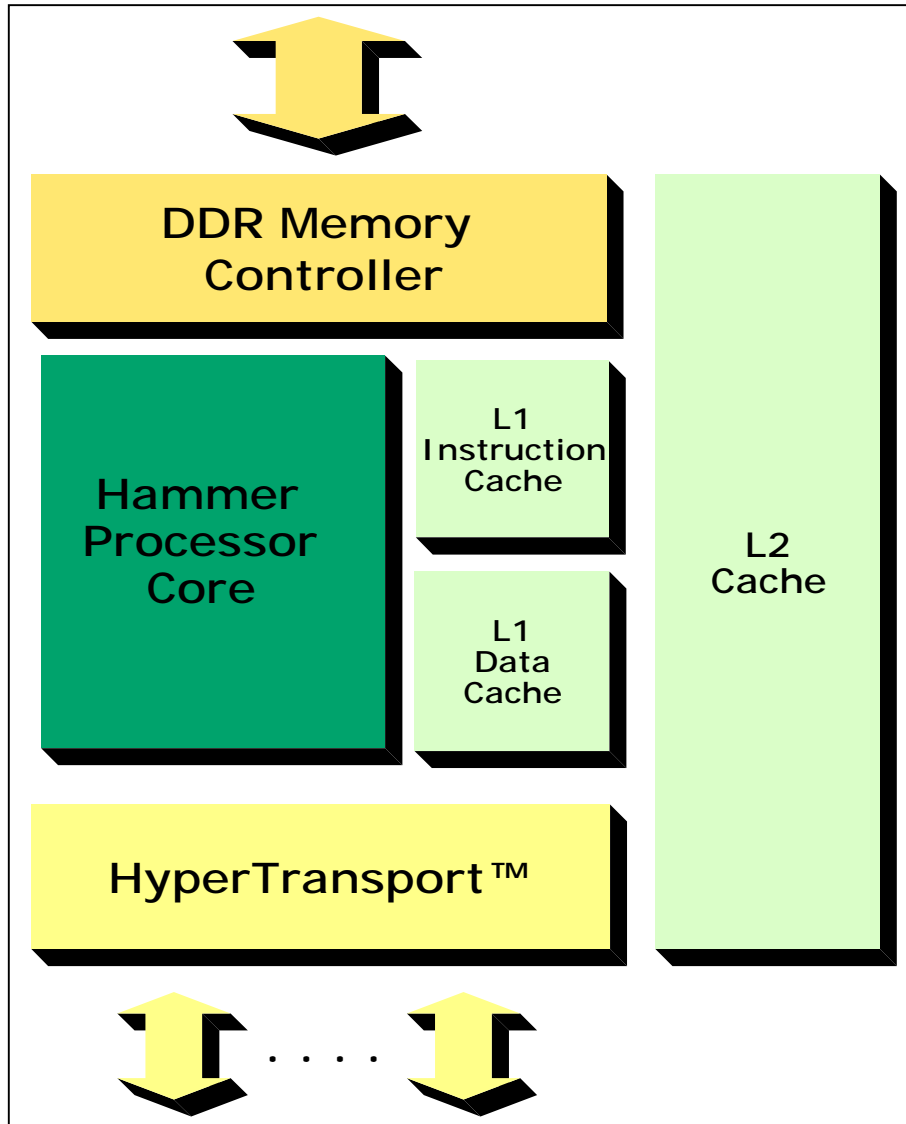 DDR Memory
Controller
L1
Instruction
Cache
Hammer
Processor
Core
L2
Cache
L1
Data
Cache
HyperTransport™
. . . .